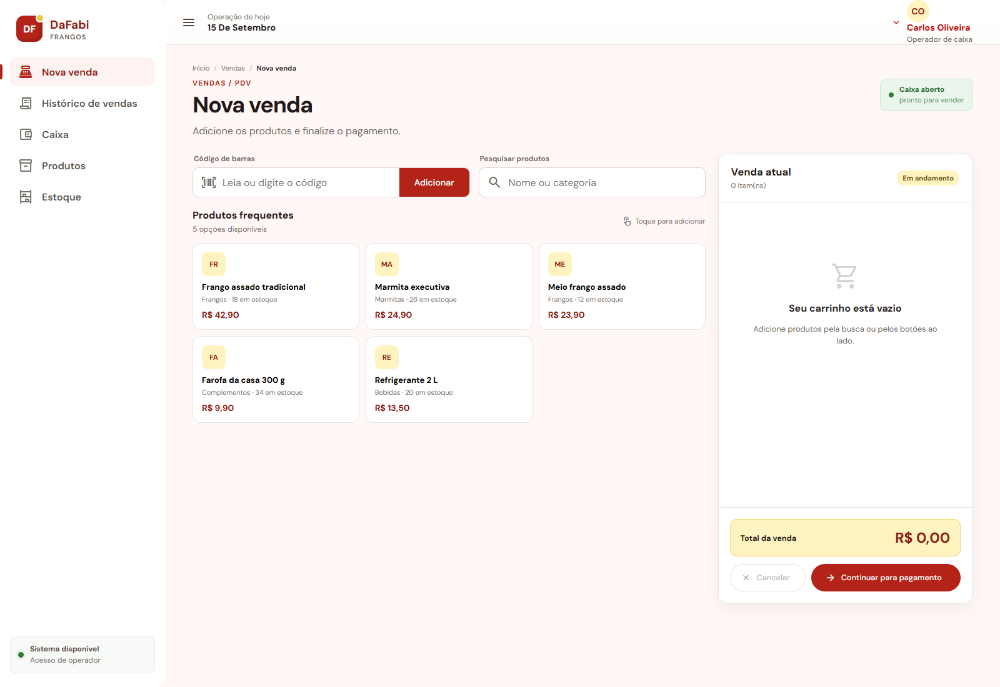 DF
DaFabi
FRANGOS
Nova venda
Histórico de vendas
Caixa
Produtos
Estoque
Sistema disponível
Acesso de operador
Operação de hoje
15 De Setembro
CO
Carlos Oliveira
Operador de caixa
Início / Vendas / Nova venda
VENDAS / PDV
Nova venda
Adicione os produtos e finalize o pagamento.
Caixa aberto
pronto para vender
Código de barras
Leia ou digite o código
Adicionar
Pesquisar produtos
Nome ou categoria
Produtos frequentes
5 opções disponíveis
Toque para adicionar
FR
Frango assado tradicional
Frangos · 18 em estoque
R$ 42,90
MA
Marmita executiva
Marmitas · 26 em estoque
R$ 24,90
ME
Meio frango assado
Frangos · 12 em estoque
R$ 23,90
FA
Farofa da casa 300 g
Complementos · 34 em estoque
R$ 9,90
RE
Refrigerante 2 L
Bebidas · 20 em estoque
R$ 13,50
Venda atual
0 item(ns)
Em andamento
Seu carrinho está vazio
Adicione produtos pela busca ou pelos botões ao
lado.
Total da venda
R$ 0,00
Cancelar
Continuar para pagamento